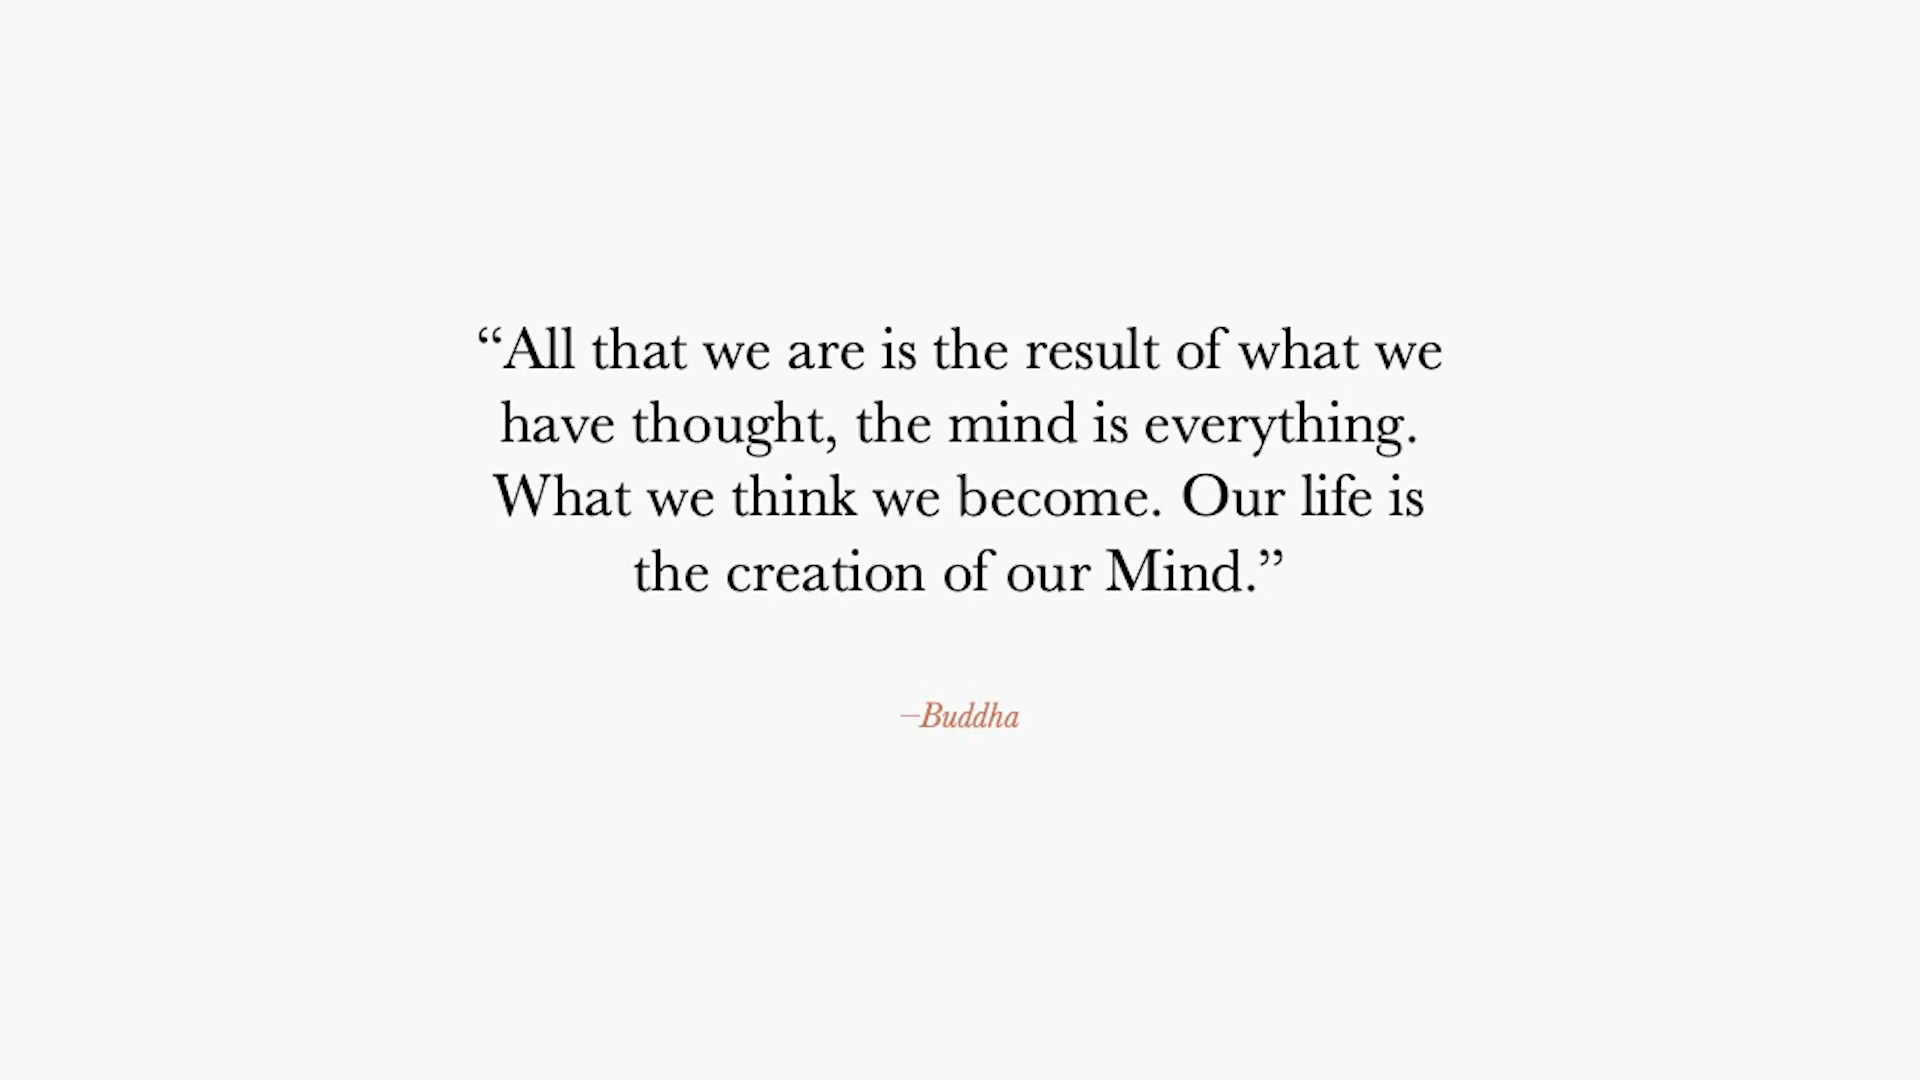 “All that we are is the result of what we
have thought, the mind is everything.
What we think we become. Our life is
the creation of our Mind.”
–Buddha